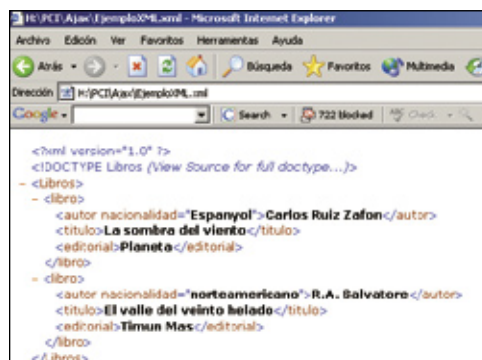 H:\PCT\Ajax\EjemploXML.xml - Microsoft Internet Explorer
Archivo Edición Ver Favoritos Herramientas Ayuda
Atrás Búsqueda Favoritos Multimedia
Dirección H:\PCT\Ajax\EjemploXML.xml
Google Search 722 blocked Check
<?xml version="1.0" ?>
<!DOCTYPE Libros (View Source for full doctype...)>
- <Libros>
- <libro>
<autor nacionalidad="Espanyol">Carlos Ruiz Zafon</autor>
<titulo>La sombra del viento</titulo>
<editorial>Planeta</editorial>
</libro>
- <libro>
<autor nacionalidad="norteamericano">R.A. Salvatore</autor>
<titulo>El valle del veinto helado</titulo>
<editorial>Timun Mas</editorial>
</libro>
</Libros>